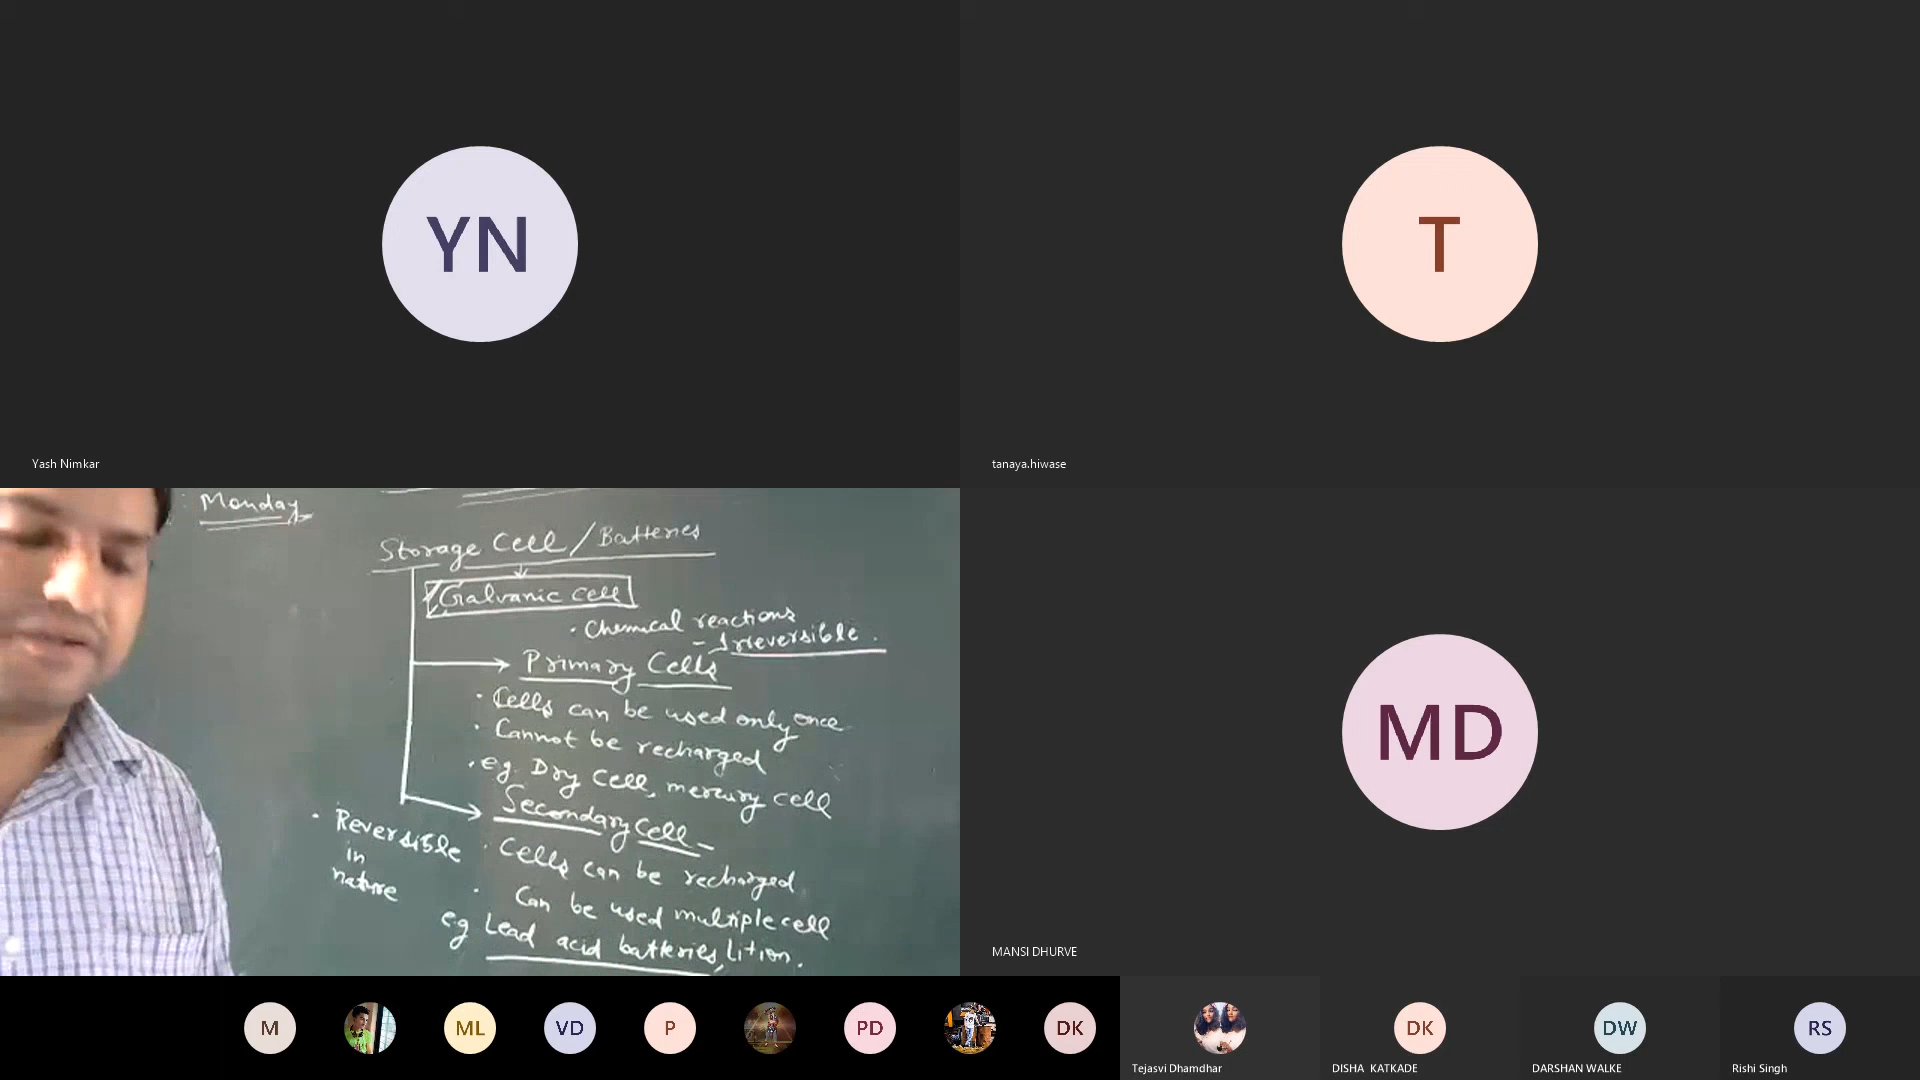 YN
T
Yash Nimkar
tanaya.hiwase
Monday
Storage Cell/Batteries
Galvanic cell
• Chemical reactions
- Irreversible.
Primary Cells
• Cells can be used only once
• Cannot be recharged
• eg. Dry Cell, mercury cell
Secondary Cell -
• Reversible
in
nature
• Cells can be recharged
• Can be used multiple cell
eg Lead acid batteries, Lition.
MD
MANSI DHURVE
M
ML
VD
P
PD
DK
DK
DW
RS
Tejasvi Dhamdhar
DISHA KATKADE
DARSHAN WALKE
Rishi Singh